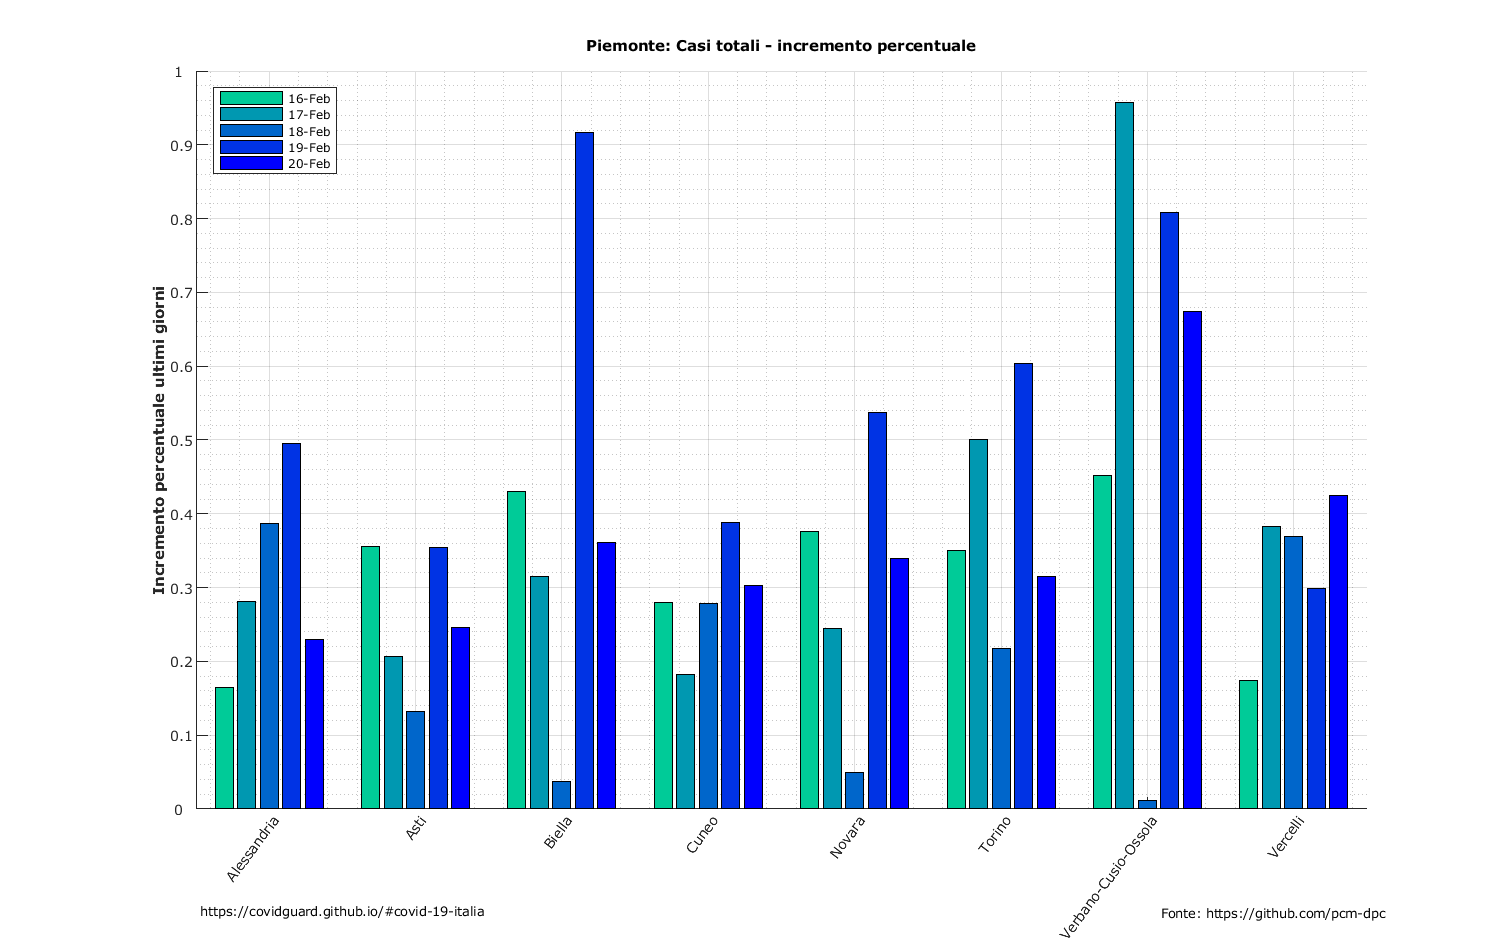 Piemonte: Casi totali - incremento percentuale
Incremento percentuale ultimi giorni
1
0.9
0.8
0.7
0.6
0.5
0.4
0.3
0.2
0.1
0
16-Feb
17-Feb
18-Feb
19-Feb
20-Feb
Alessandria
Asti
Biella
Cuneo
Novara
Torino
Verbano-Cusio-Ossola
Vercelli
https://covidguard.github.io/#covid-19-italia
Fonte: https://github.com/pcm-dpc